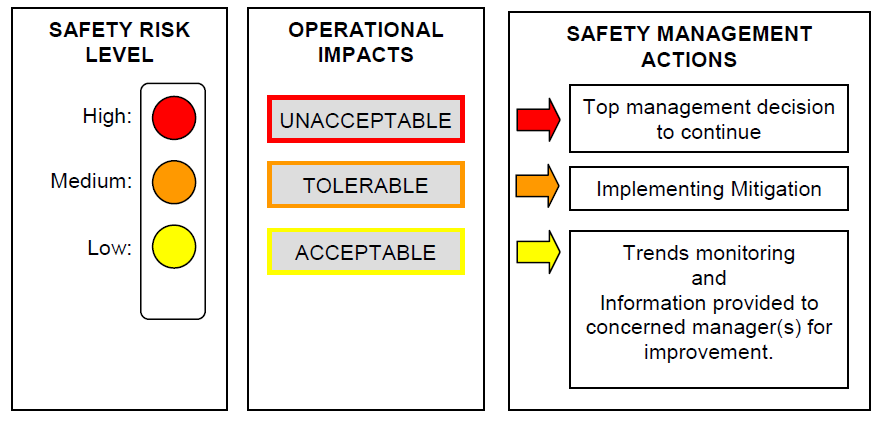 SAFETY RISK
LEVEL
High:
Medium:
Low:
OPERATIONAL
IMPACTS
UNACCEPTABLE
TOLERABLE
ACCEPTABLE
SAFETY MANAGEMENT
ACTIONS
Top management decision
to continue
Implementing Mitigation
Trends monitoring
and
Information provided to
concerned manager(s) for
improvement.